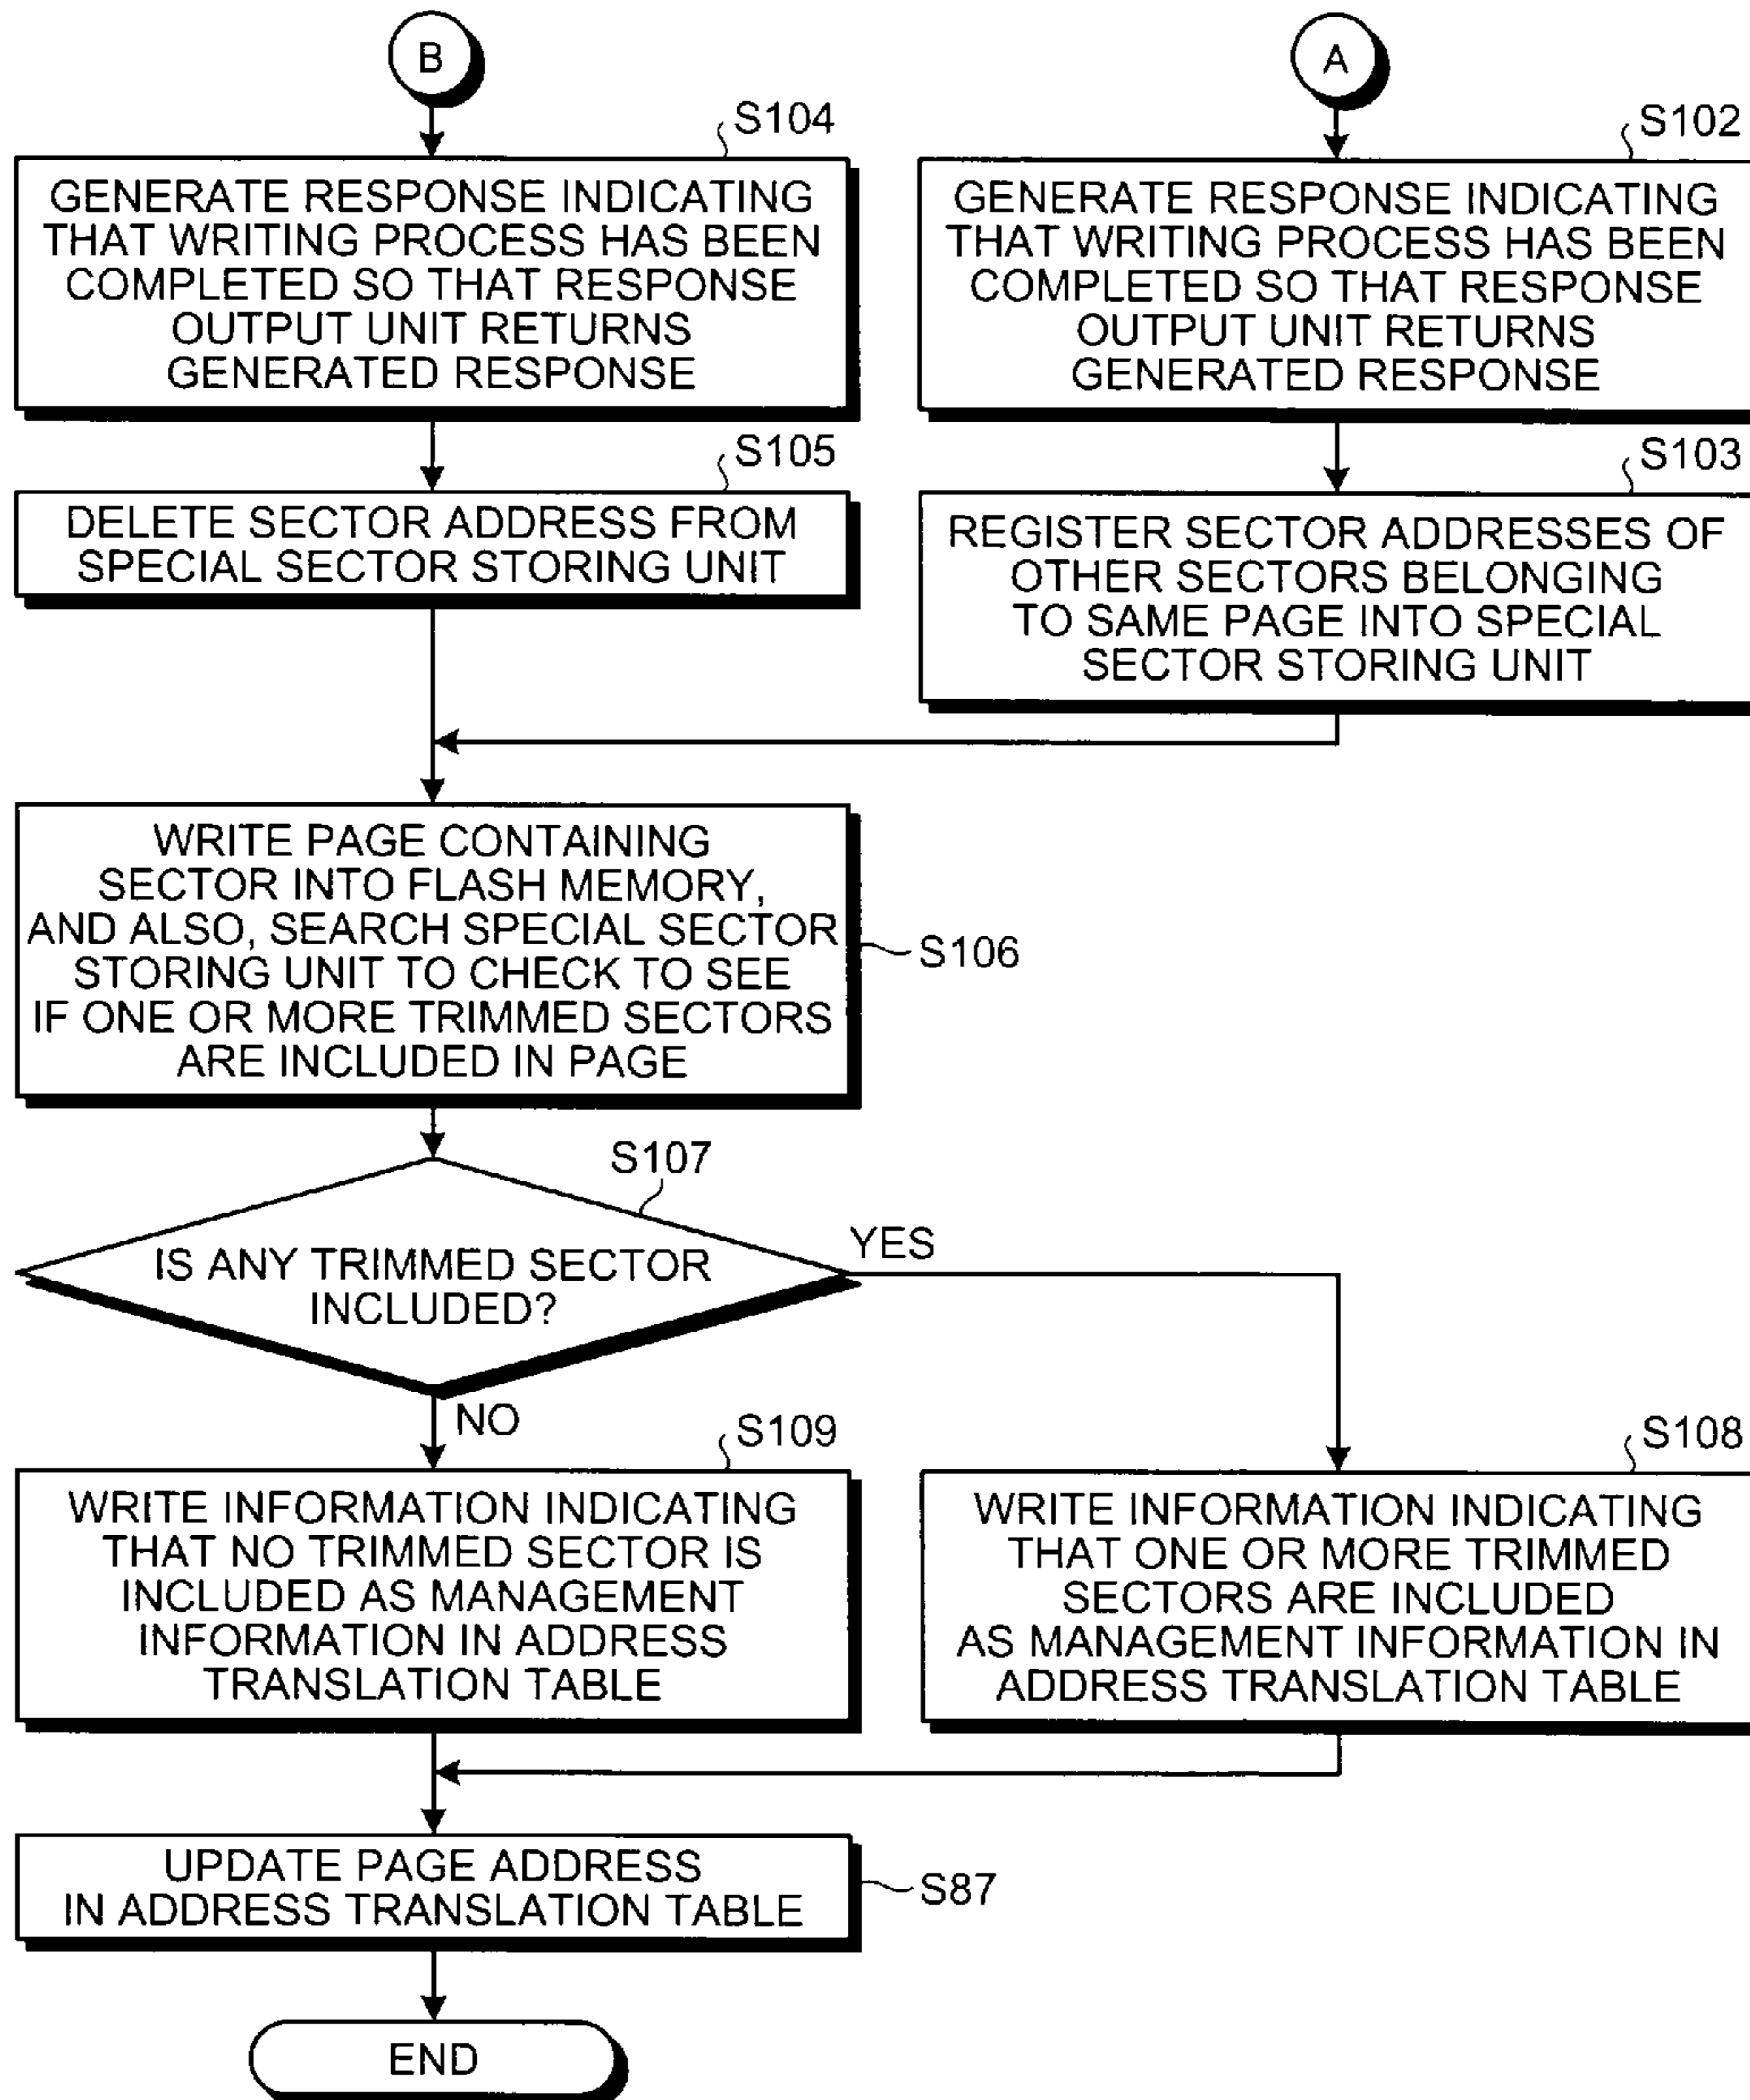 B
A
S104
S102
GENERATE RESPONSE INDICATING
THAT WRITING PROCESS HAS BEEN
COMPLETED SO THAT RESPONSE
OUTPUT UNIT RETURNS
GENERATED RESPONSE
GENERATE RESPONSE INDICATING
THAT WRITING PROCESS HAS BEEN
COMPLETED SO THAT RESPONSE
OUTPUT UNIT RETURNS
GENERATED RESPONSE
S105
S103
DELETE SECTOR ADDRESS FROM
SPECIAL SECTOR STORING UNIT
REGISTER SECTOR ADDRESSES OF
OTHER SECTORS BELONGING
TO SAME PAGE INTO SPECIAL
SECTOR STORING UNIT
WRITE PAGE CONTAINING
SECTOR INTO FLASH MEMORY,
AND ALSO, SEARCH SPECIAL SECTOR
STORING UNIT TO CHECK TO SEE
IF ONE OR MORE TRIMMED SECTORS
ARE INCLUDED IN PAGE
S106
S107
IS ANY TRIMMED SECTOR
INCLUDED?
YES
NO
S109
S108
WRITE INFORMATION INDICATING
THAT NO TRIMMED SECTOR IS
INCLUDED AS MANAGEMENT
INFORMATION IN ADDRESS
TRANSLATION TABLE
WRITE INFORMATION INDICATING
THAT ONE OR MORE TRIMMED
SECTORS ARE INCLUDED
AS MANAGEMENT INFORMATION IN
ADDRESS TRANSLATION TABLE
UPDATE PAGE ADDRESS
IN ADDRESS TRANSLATION TABLE
S87
END